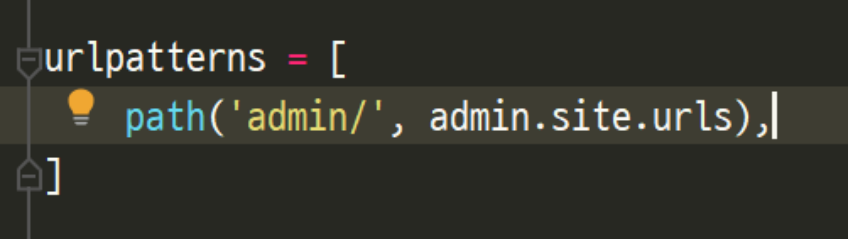 urlpatterns = [
    path('admin/', admin.site.urls),
]